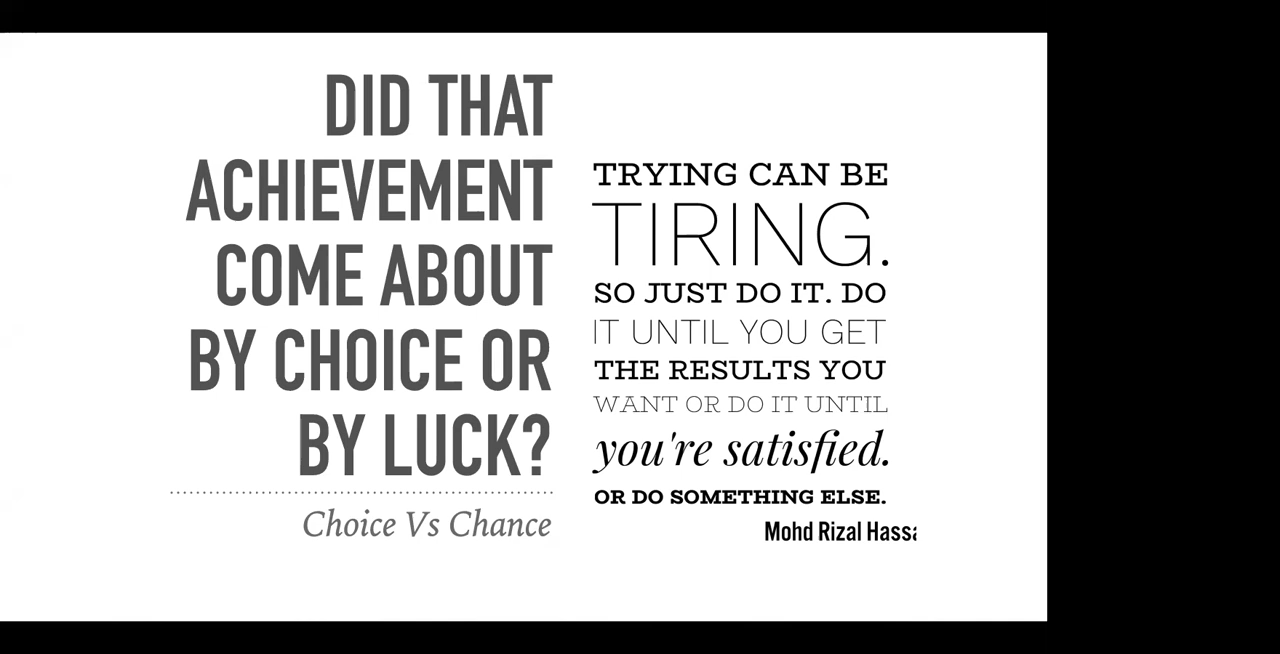 DID THAT
ACHIEVEMENT
COME ABOUT
BY CHOICE OR
BY LUCK?
Choice Vs Chance
TRYING CAN BE
TIRING.
SO JUST DO IT. DO
IT UNTIL YOU GET
THE RESULTS YOU
WANT OR DO IT UNTIL
you're satisfied.
OR DO SOMETHING ELSE.
Mohd Rizal